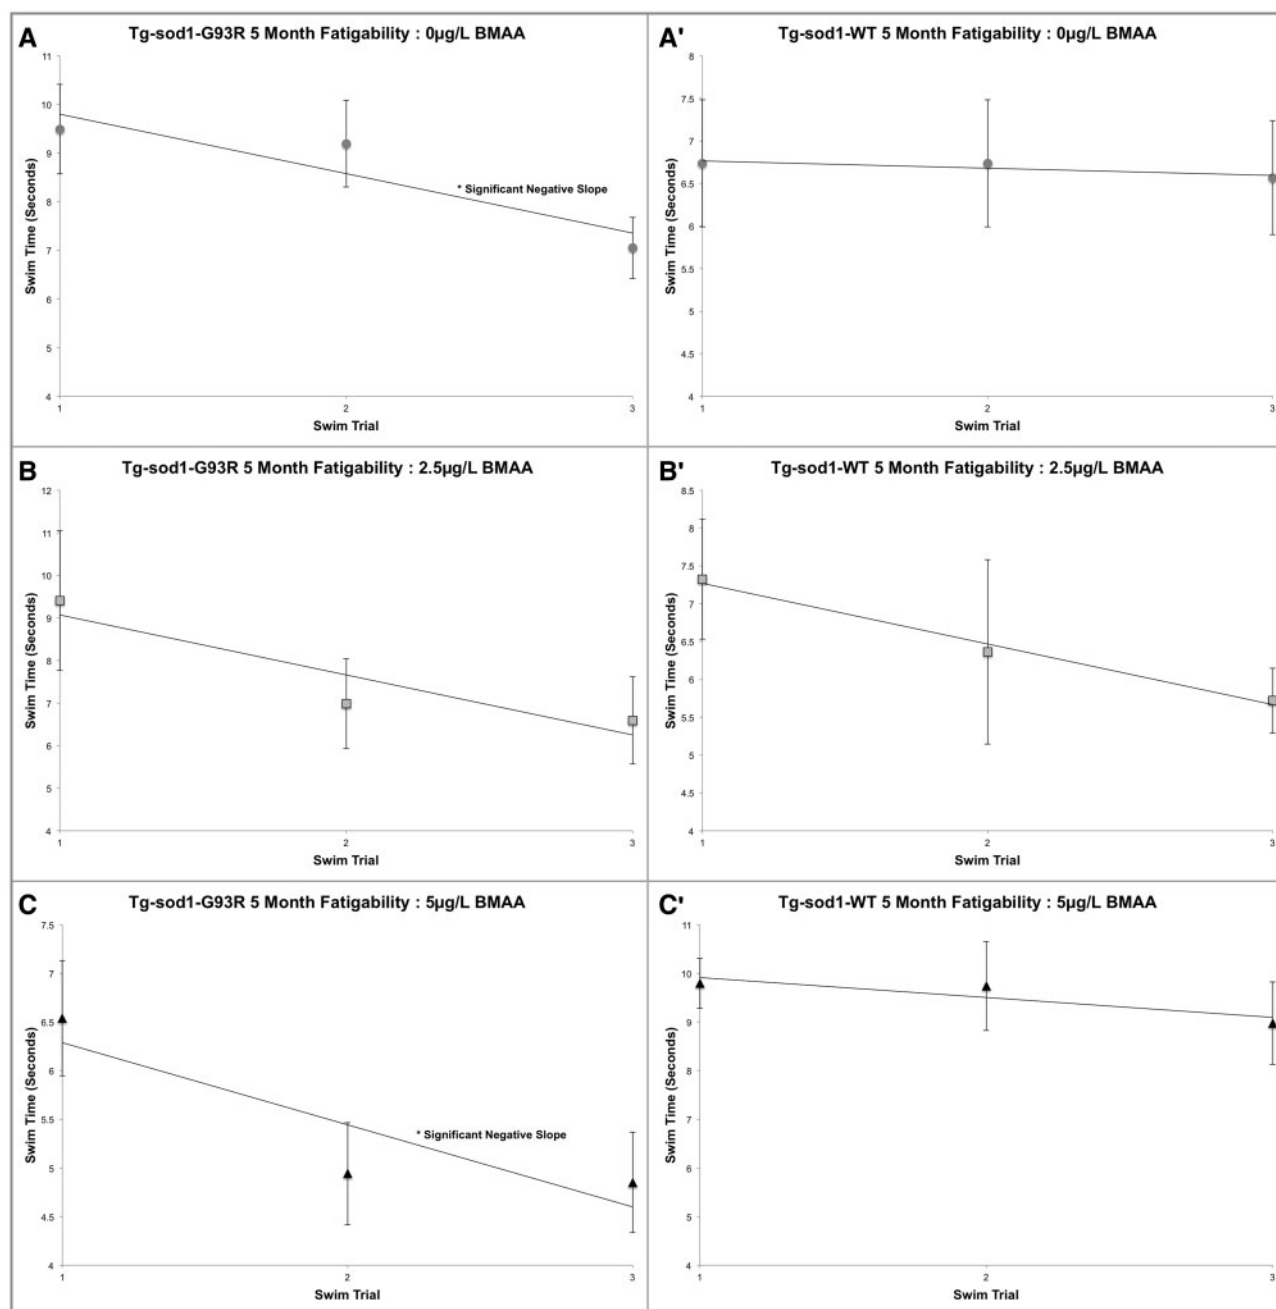 A
Tg-sod1-G93R 5 Month Fatigability : 0µg/L BMAA
11
10
9
8
7
6
5
4
Swim Time (Seconds)
* Significant Negative Slope
1
2
3
Swim Trial
A'
Tg-sod1-WT 5 Month Fatigability : 0µg/L BMAA
8
7.5
7
6.5
6
5.5
5
4.5
4
Swim Time (Seconds)
1
2
3
Swim Trial
B
Tg-sod1-G93R 5 Month Fatigability : 2.5µg/L BMAA
12
11
10
9
8
7
6
5
4
Swim Time (Seconds)
1
2
3
Swim Trial
B'
Tg-sod1-WT 5 Month Fatigability : 2.5µg/L BMAA
8.5
8
7.5
7
6.5
6
5.5
5
4.5
4
Swim Time (Seconds)
1
2
3
Swim Trial
C
Tg-sod1-G93R 5 Month Fatigability : 5µg/L BMAA
7.5
7
6.5
6
5.5
5
4.5
4
Swim Time (Seconds)
* Significant Negative Slope
1
2
3
Swim Trial
C'
Tg-sod1-WT 5 Month Fatigability : 5µg/L BMAA
11
10
9
8
7
6
5
4
Swim Time (Seconds)
1
2
3
Swim Trial